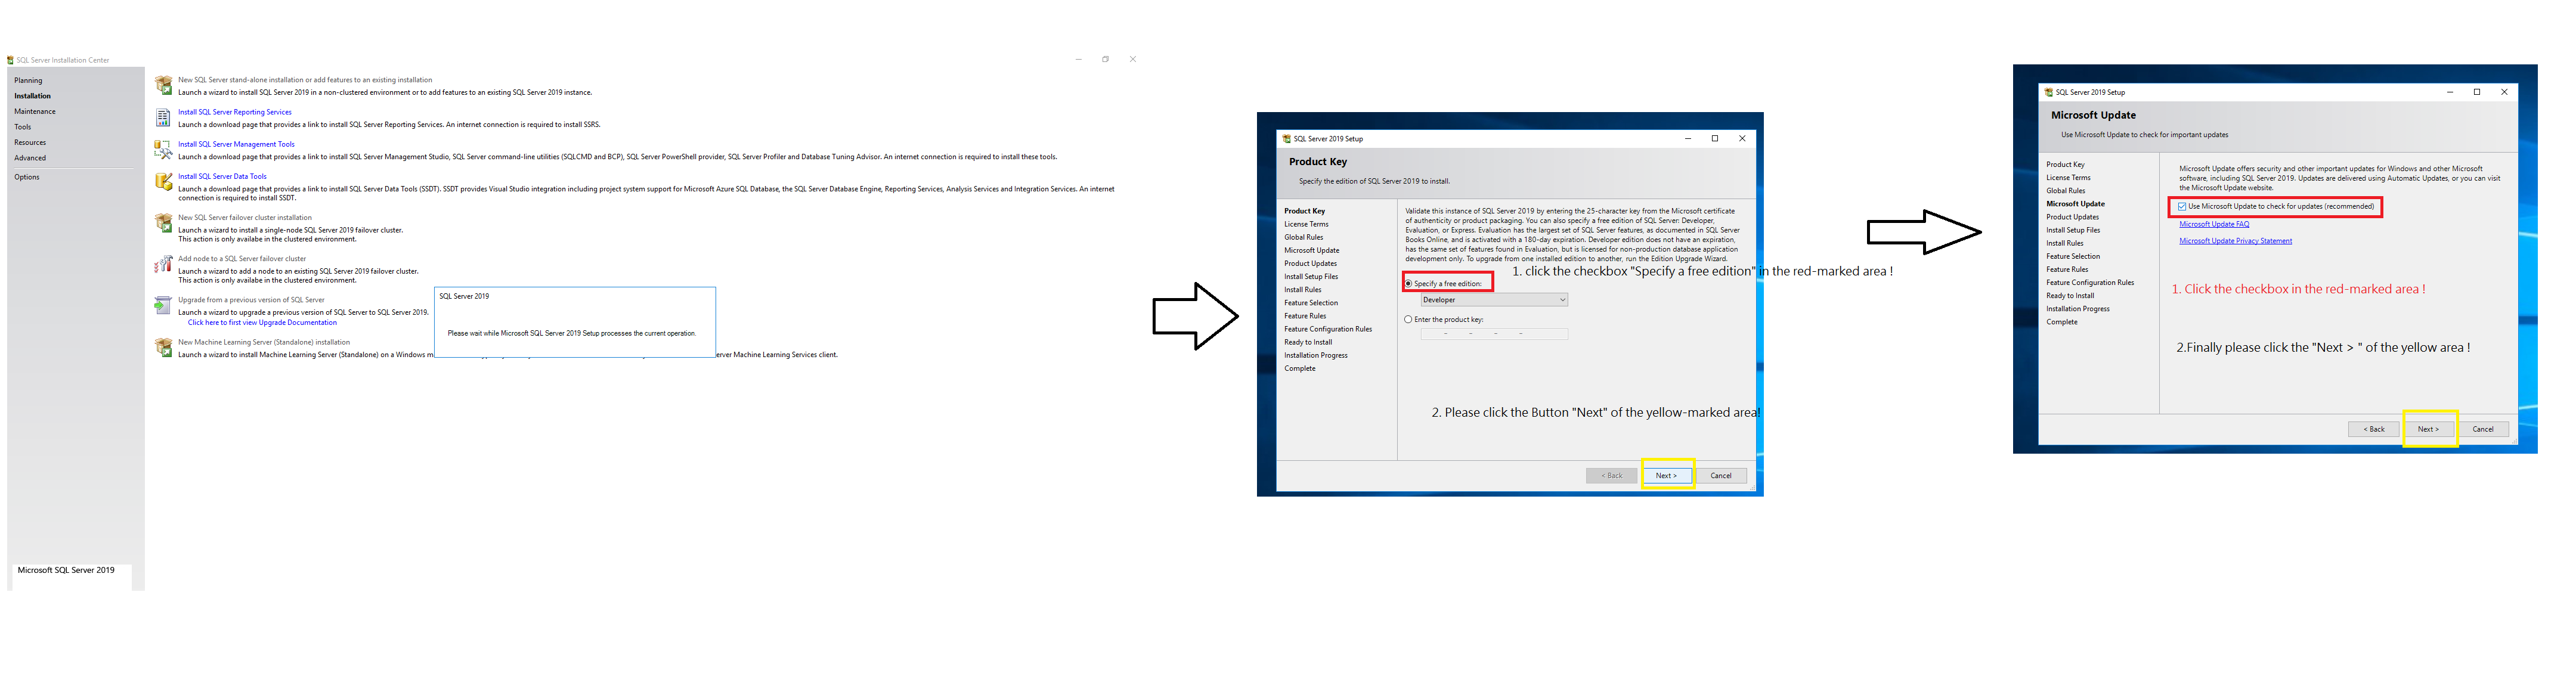 SQL Server Installation Center
Planning
Installation
Maintenance
Tools
Resources
Advanced
Options
Microsoft SQL Server 2019
New SQL Server stand-alone installation or add features to an existing installation
Launch a wizard to install SQL Server 2019 in a non-clustered environment or to add features to an existing SQL Server 2019 instance.
Install SQL Server Reporting Services
Launch a download page that provides a link to install SQL Server Reporting Services. An internet connection is required to install SSRS.
Install SQL Server Management Tools
Launch a download page that provides a link to install SQL Server Management Studio, SQL Server command-line utilities (SQLCMD and BCP), SQL Server PowerShell provider, SQL Server Profiler and Database Tuning Advisor. An internet connection is required to install these tools.
Install SQL Server Data Tools
Launch a download page that provides a link to install SQL Server Data Tools (SSDT). SSDT provides Visual Studio integration including project system support for Microsoft Azure SQL Database, the SQL Server Database Engine, Reporting Services, Analysis Services and Integration Services. An internet
connection is required to install SSDT.
New SQL Server failover cluster installation
Launch a wizard to install a single-node SQL Server 2019 failover cluster.
This action is only availabe in the clustered environment.
Add node to a SQL Server failover cluster
Launch a wizard to add a node to an existing SQL Server 2019 failover cluster.
This action is only availabe in the clustered environment.
Upgrade from a previous version of SQL Server
Launch a wizard to upgrade a previous version of SQL Server to SQL Server 2019.
Click here to first view Upgrade Documentation
New Machine Learning Server (Standalone) installation
Launch a wizard to install Machine Learning Server (Standalone) on a Windows m
erver Machine Learning Services client.
SQL Server 2019
Please wait while Microsoft SQL Server 2019 Setup processes the current operation.
SQL Server 2019 Setup
Product Key
Specify the edition of SQL Server 2019 to install.
Product Key
License Terms
Global Rules
Microsoft Update
Product Updates
Install Setup Files
Install Rules
Feature Selection
Feature Rules
Feature Configuration Rules
Ready to Install
Installation Progress
Complete
Validate this instance of SQL Server 2019 by entering the 25-character key from the Microsoft certificate
of authenticity or product packaging. You can also specify a free edition of SQL Server: Developer,
Evaluation, or Express. Evaluation has the largest set of SQL Server features, as documented in SQL Server
Books Online, and is activated with a 180-day expiration. Developer edition does not have an expiration,
has the same set of features found in Evaluation, but is licensed for non-production database application
development only. To upgrade from one installed edition to another, run the Edition Upgrade Wizard.
1. click the checkbox "Specify a free edition" in the red-marked area !
Specify a free edition:
Developer
Enter the product key:
- - - -
2. Please click the Button "Next" of the yellow-marked area!
< Back
Next >
Cancel
SQL Server 2019 Setup
Microsoft Update
Use Microsoft Update to check for important updates
Product Key
License Terms
Global Rules
Microsoft Update
Product Updates
Install Setup Files
Install Rules
Feature Selection
Feature Rules
Feature Configuration Rules
Ready to Install
Installation Progress
Complete
Microsoft Update offers security and other important updates for Windows and other Microsoft
software, including SQL Server 2019. Updates are delivered using Automatic Updates, or you can visit
the Microsoft Update website.
Use Microsoft Update to check for updates (recommended)
Microsoft Update FAQ
Microsoft Update Privacy Statement
1. Click the checkbox in the red-marked area !
2.Finally please click the "Next > " of the yellow area !
< Back
Next >
Cancel